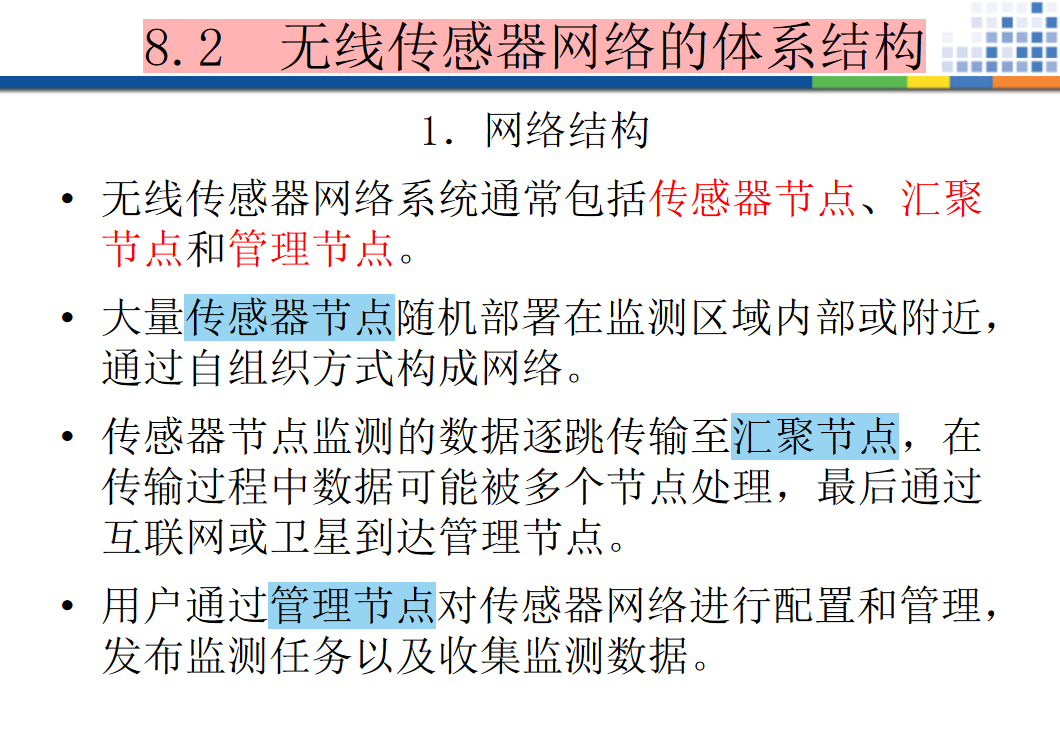 8.2 无线传感器网络的体系结构
1. 网络结构
• 无线传感器网络系统通常包括传感器节点、汇聚
节点和管理节点。
• 大量传感器节点随机部署在监测区域内部或附近，
通过自组织方式构成网络。
• 传感器节点监测的数据逐跳传输至汇聚节点，在
传输过程中数据可能被多个节点处理，最后通过
互联网或卫星到达管理节点。
• 用户通过管理节点对传感器网络进行配置和管理，
发布监测任务以及收集监测数据。